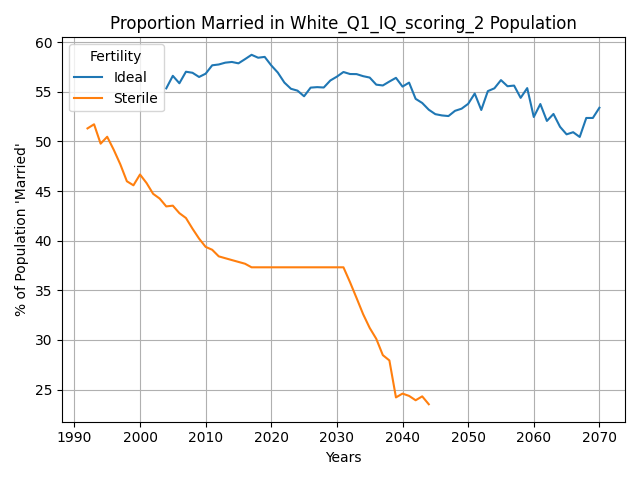 Proportion Married in White_Q1_IQ_scoring_2 Population
Fertility
Ideal
Sterile
60
55
50
45
40
35
30
25
% of Population 'Married'
1990 2000 2010 2020 2030 2040 2050 2060 2070
Years